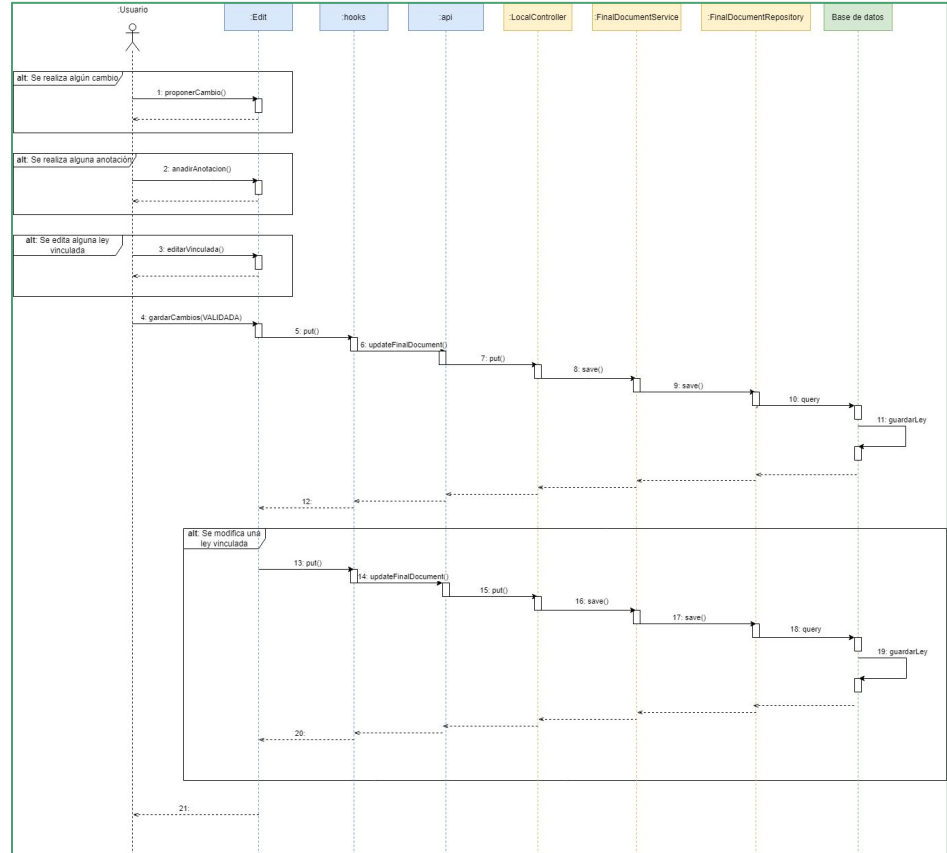 :Usuario
:Edit
:hooks
:api
:LocalController
:FinalDocumentService
:FinalDocumentRepository
Base de datos
alt: Se realiza algún cambio
1: proponerCambio()
alt: Se realiza alguna anotación
2: anadirAnotacion()
alt: Se edita alguna ley
vinculada
3: editarVinculada()
4: gardarCambios(VALIDADA)
5: put()
6: updateFinalDocument()
7: put()
8: save()
9: save()
10: query
11: guardarLey
12:
alt: Se modifica una
ley vinculada
13: put()
14: updateFinalDocument()
15: put()
16: save()
17: save()
18: query
19: guardarLey
20:
21: